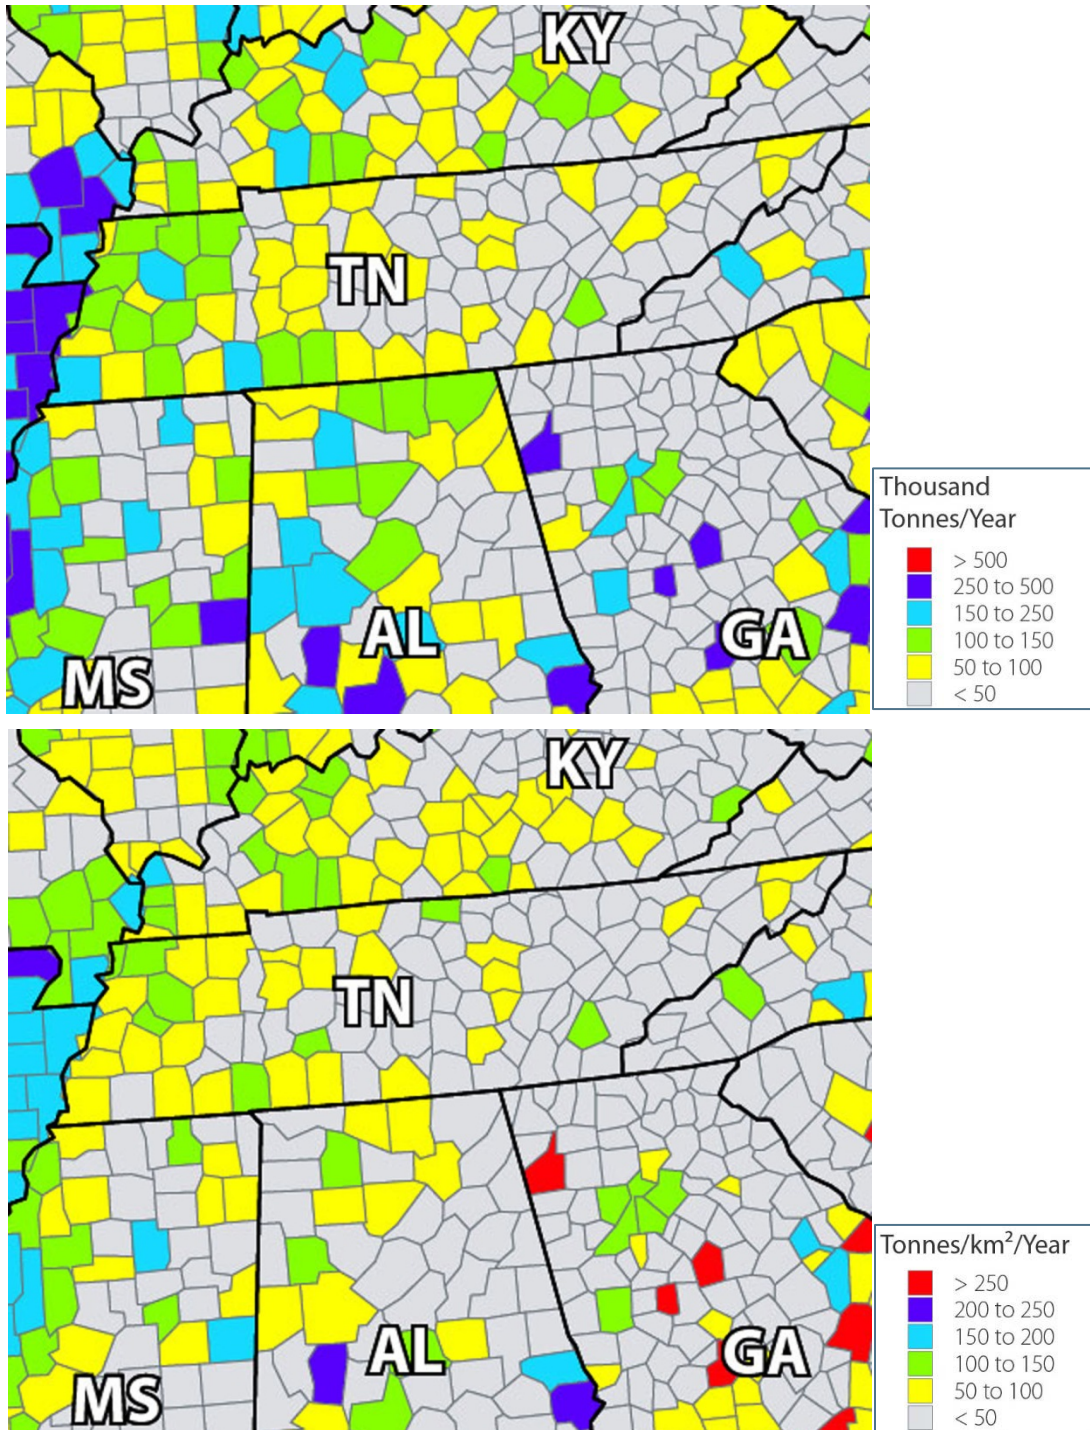 KY
TN
AL
GA
MS
Thousand
Tonnes/Year
> 500
250 to 500
150 to 250
100 to 150
50 to 100
< 50
KY
TN
AL
GA
MS
Tonnes/km²/Year
> 250
200 to 250
150 to 200
100 to 150
50 to 100
< 50